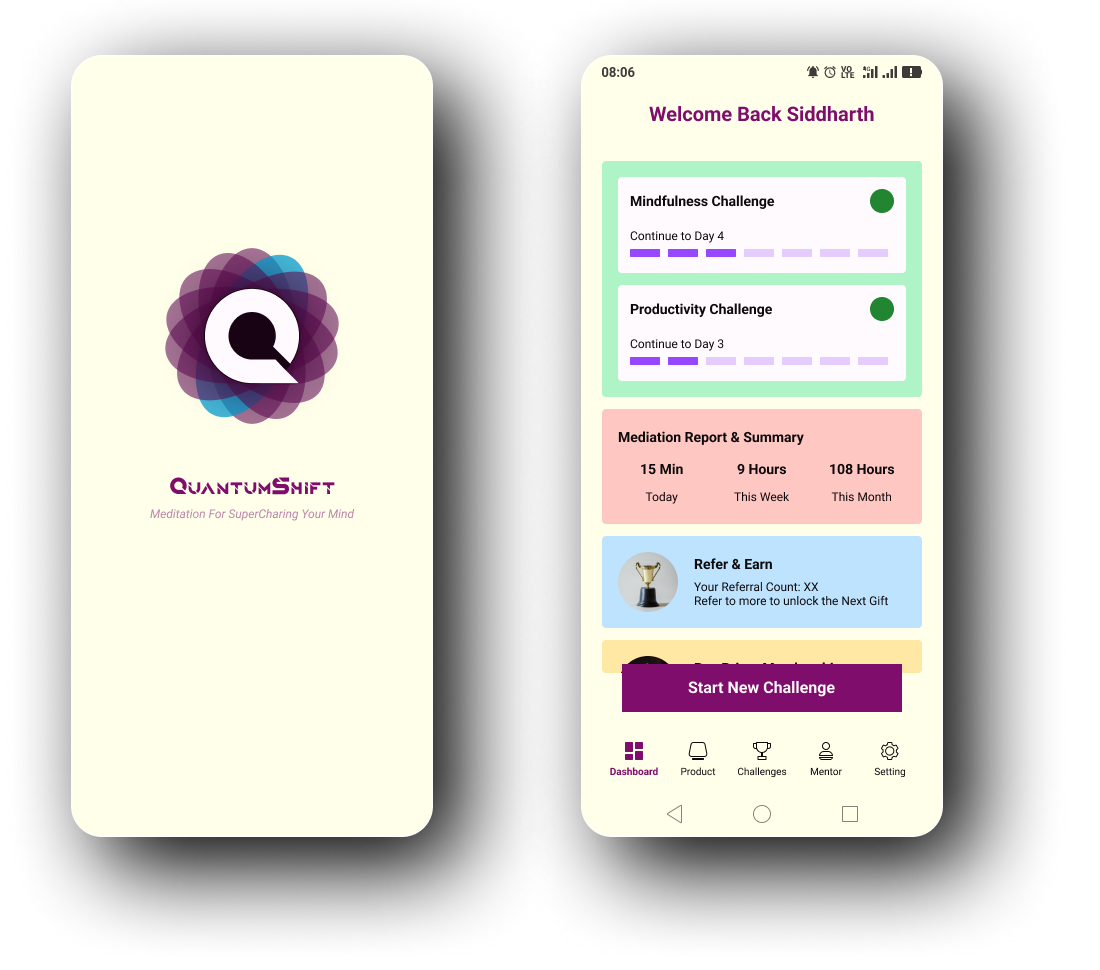 QUANTUMSHIFT
Meditation For SuperCharing Your Mind
08:06
VO
LTE
4G
Welcome Back Siddharth
Mindfulness Challenge
Continue to Day 4
Productivity Challenge
Continue to Day 3
Mediation Report & Summary
15 Min 9 Hours 108 Hours
Today This Week This Month
Refer & Earn
Your Referral Count: XX
Refer to more to unlock the Next Gift
Start New Challenge
Dashboard Product Challenges Mentor Setting